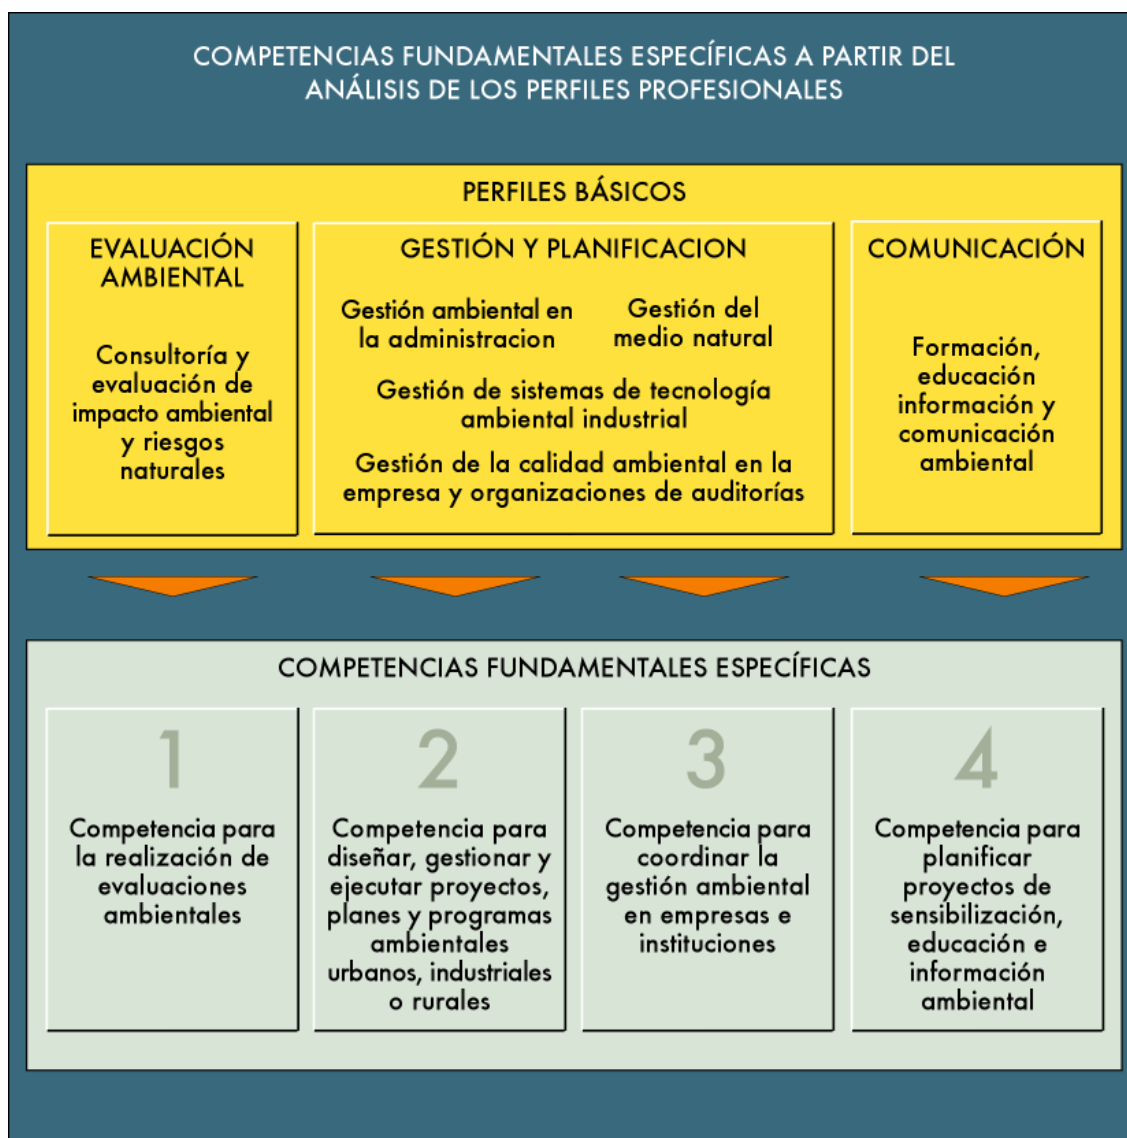 COMPETENCIAS FUNDAMENTALES ESPECÍFICAS A PARTIR DEL
ANÁLISIS DE LOS PERFILES PROFESIONALES
PERFILES BÁSICOS
EVALUACIÓN
AMBIENTAL
Consultoría y
evaluación de
impacto ambiental
y riesgos
naturales
GESTIÓN Y PLANIFICACION
Gestión ambiental en
la administracion
Gestión del
medio natural
Gestión de sistemas de tecnología
ambiental industrial
Gestión de la calidad ambiental en la
empresa y organizaciones de auditorías
COMUNICACIÓN
Formación,
educación
información y
comunicación
ambiental
COMPETENCIAS FUNDAMENTALES ESPECÍFICAS
1
Competencia para
la realización de
evaluaciones
ambientales
2
Competencia para
diseñar, gestionar y
ejecutar proyectos,
planes y programas
ambientales
urbanos, industriales
o rurales
3
Competencia para
coordinar la
gestión ambiental
en empresas e
instituciones
4
Competencia para
planificar
proyectos de
sensibilización,
educación e
información
ambiental